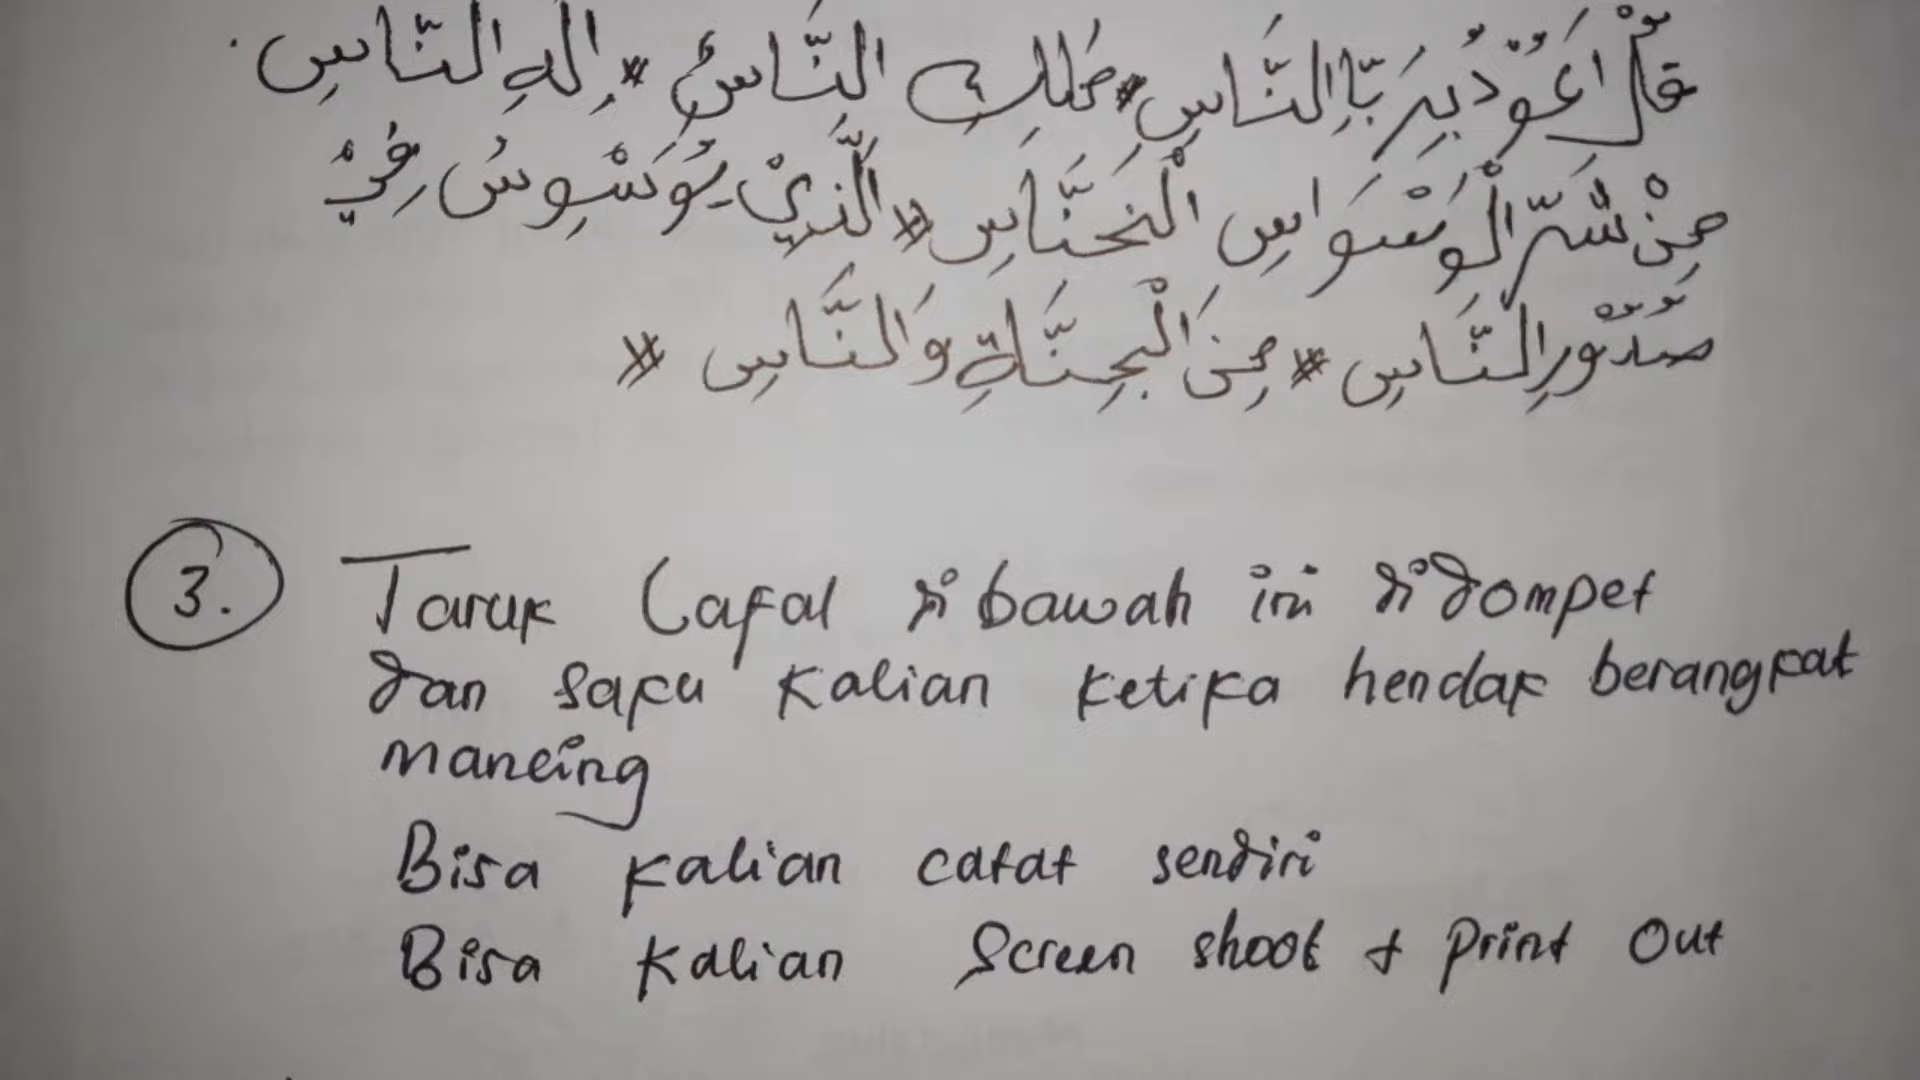 قُلْ اَعُوْذُ بِرَبِّ النَّاسِ * مَلِكِ النَّاسِ * اِلٰهِ النَّاسِ
مِنْ شَرِّ الْوَسْوَاسِ الْخَنَّاسِ * الَّذِيْ يُوَسْوِسُ فِيْ
صُدُوْرِ النَّاسِ * مِنَ الْجِنَّةِ وَالنَّاسِ *
3. Taruk Lafal di bawah ini di dompet
dan saku kalian ketika hendak berangkat
mancing
Bisa kalian catat sendiri
Bisa kalian Screen shoot + print Out